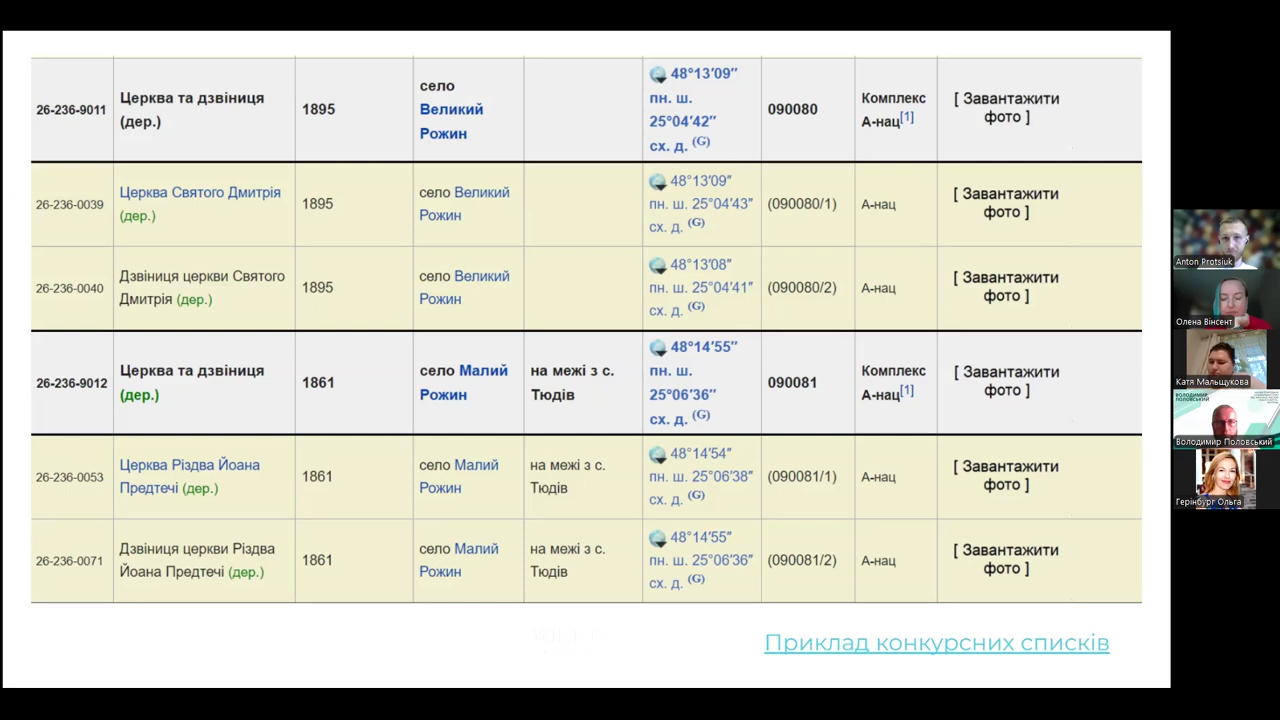 26-236-9011
Церква та дзвіниця
(дер.)
1895
село
Великий
Рожин
48°13′09″
пн. ш.
25°04′42″
сх. д. (G)
090080
Комплекс
А-нац[1]
[ Завантажити
фото ]
26-236-0039
Церква Святого Дмитрія
(дер.)
1895
село Великий
Рожин
48°13′09″
пн. ш. 25°04′43″
сх. д. (G)
(090080/1)
А-нац
[ Завантажити
фото ]
26-236-0040
Дзвіниця церкви Святого
Дмитрія (дер.)
1895
село Великий
Рожин
48°13′08″
пн. ш. 25°04′41″
сх. д. (G)
(090080/2)
А-нац
[ Завантажити
фото ]
26-236-9012
Церква та дзвіниця
(дер.)
1861
село Малий
Рожин
на межі з с.
Тюдів
48°14′55″
пн. ш.
25°06′36″
сх. д. (G)
090081
Комплекс
А-нац[1]
[ Завантажити
фото ]
26-236-0053
Церква Різдва Йоана
Предтечі (дер.)
1861
село Малий
Рожин
на межі з с.
Тюдів
48°14′54″
пн. ш. 25°06′38″
сх. д. (G)
(090081/1)
А-нац
[ Завантажити
фото ]
26-236-0071
Дзвіниця церкви Різдва
Йоана Предтечі (дер.)
1861
село Малий
Рожин
на межі з с.
Тюдів
48°14′55″
пн. ш. 25°06′36″
сх. д. (G)
(090081/2)
А-нац
[ Завантажити
фото ]
Приклад конкурсних списків
Anton Protsiuk
Олена Вінсент
Катя Мальцукова
ВОЛОДИМИР
ПОЛОВСЬКИЙ
Володимир Половський
Герінбург Ольга